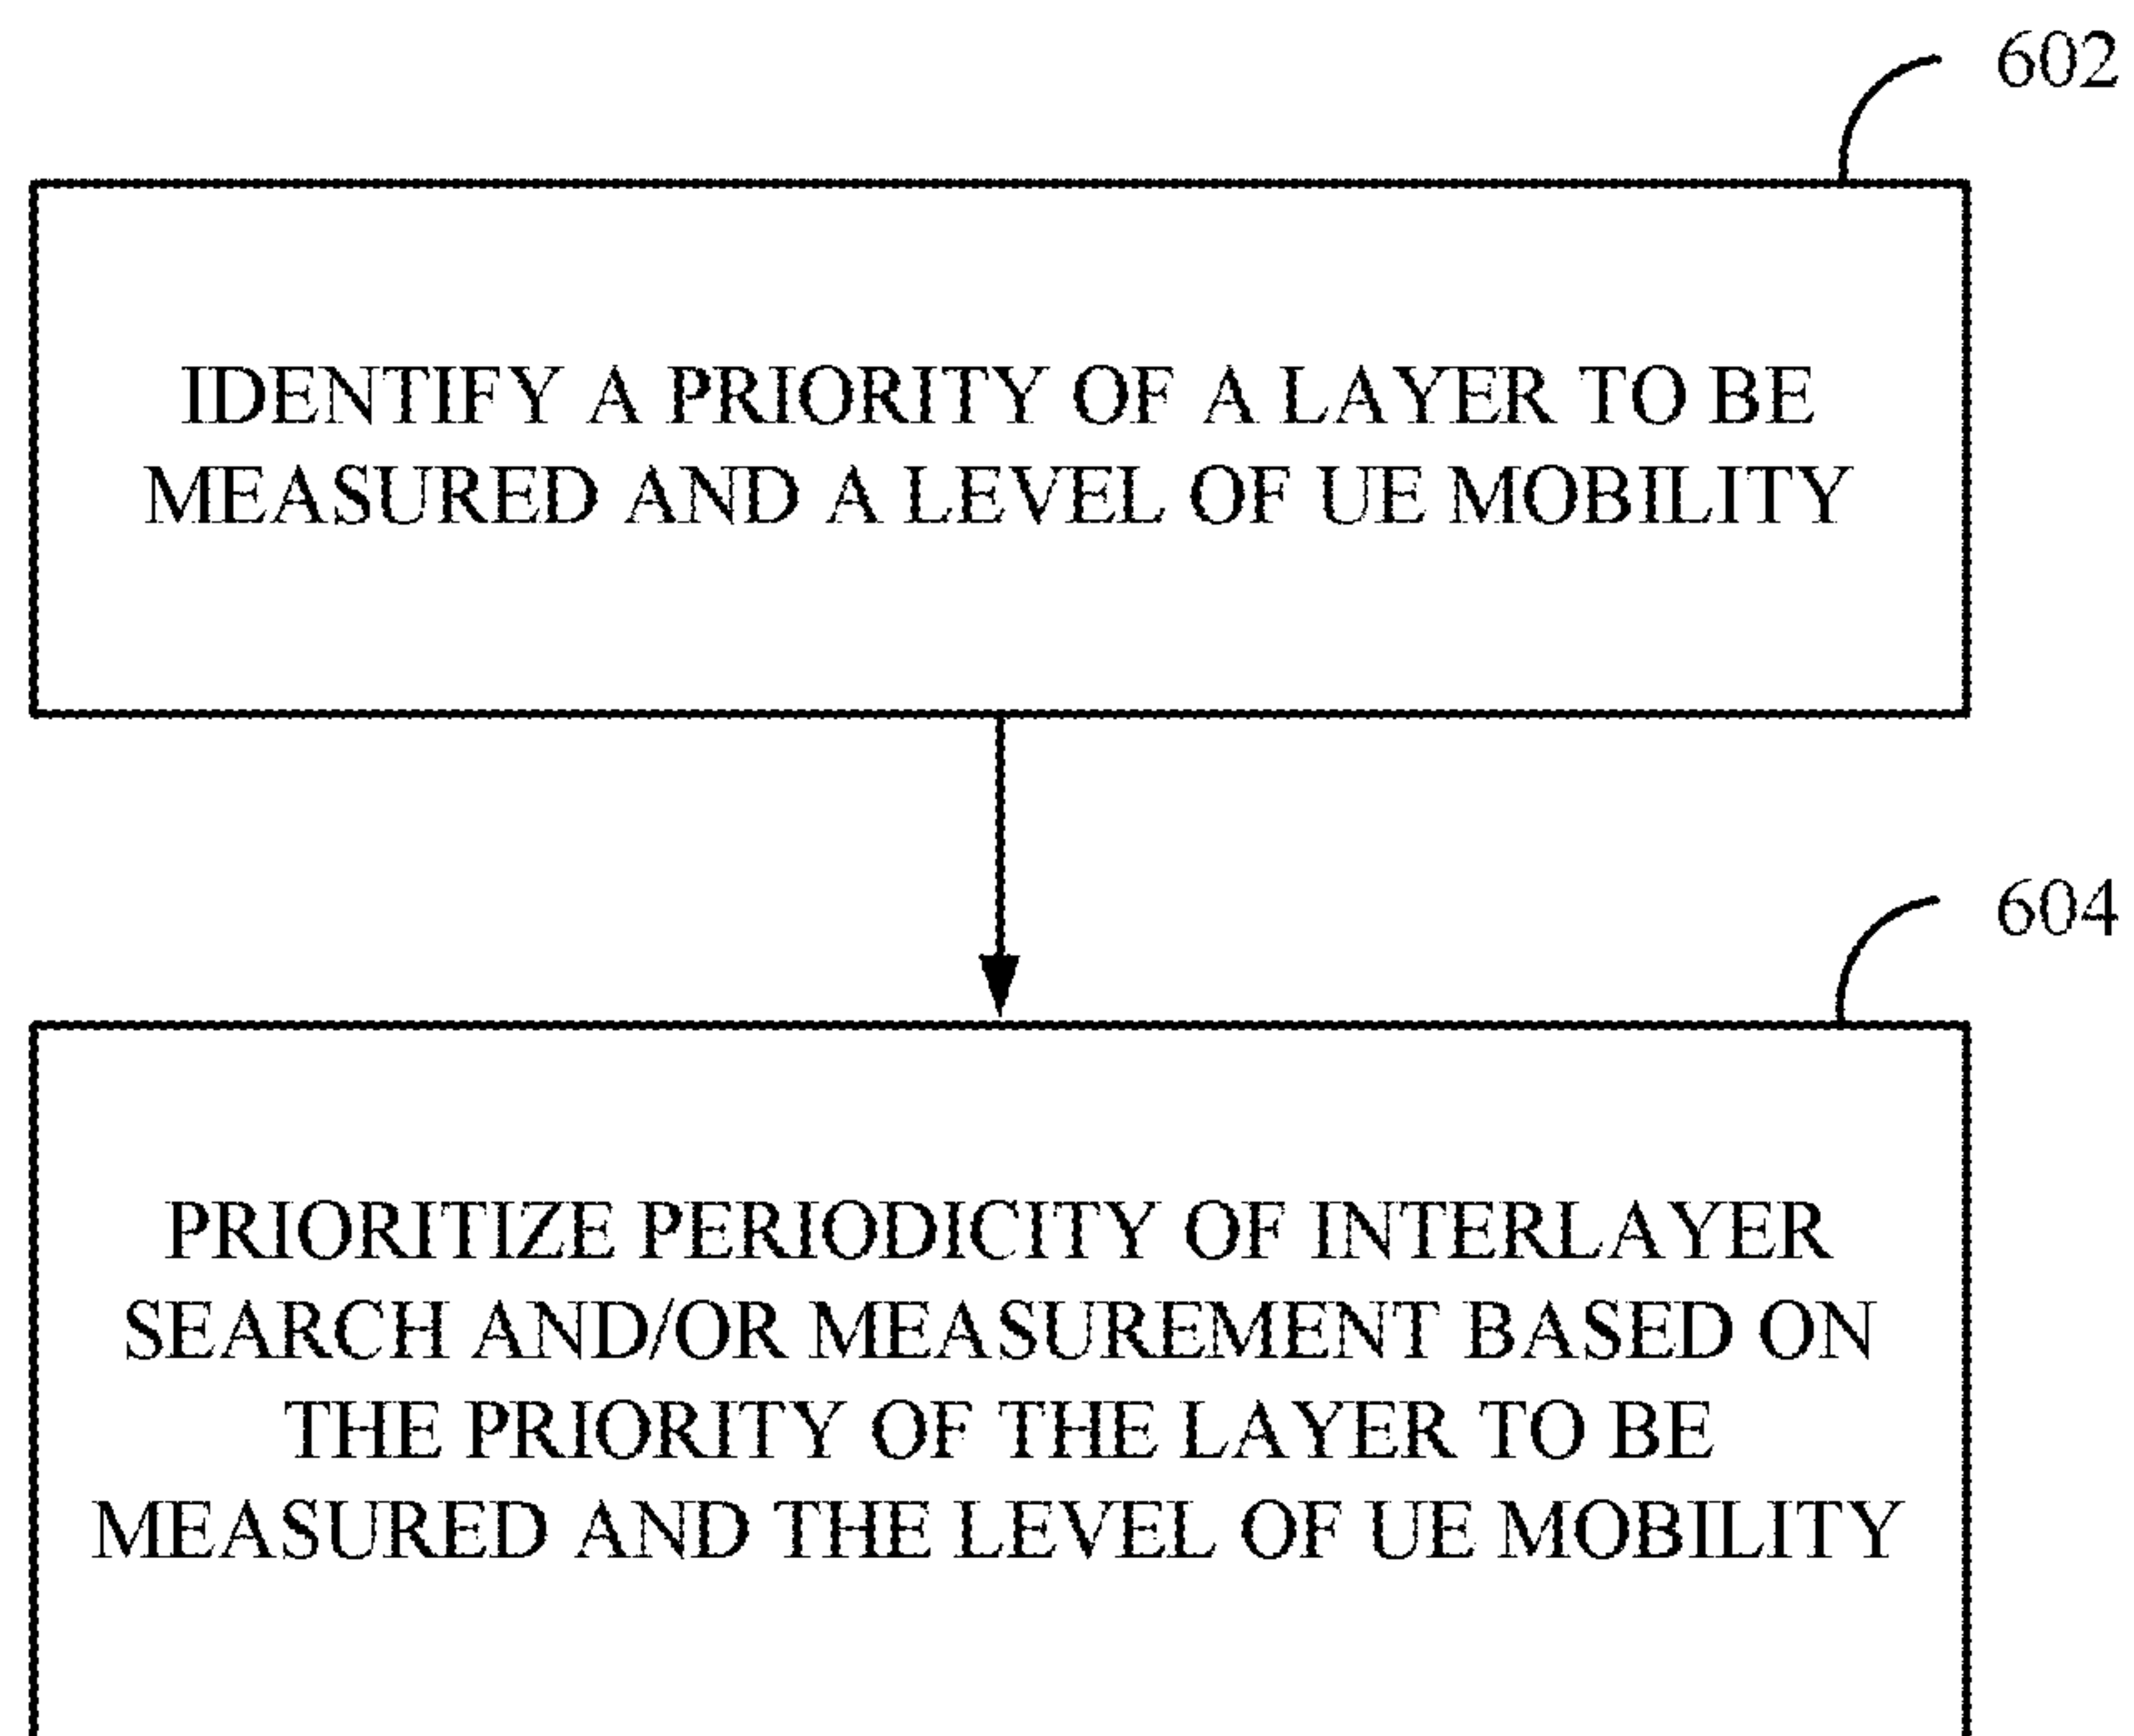 602
IDENTIFY A PRIORITY OF A LAYER TO BE
MEASURED AND A LEVEL OF UE MOBILITY
604
PRIORITIZE PERIODICITY OF INTERLAYER
SEARCH AND/OR MEASUREMENT BASED ON
THE PRIORITY OF THE LAYER TO BE
MEASURED AND THE LEVEL OF UE MOBILITY